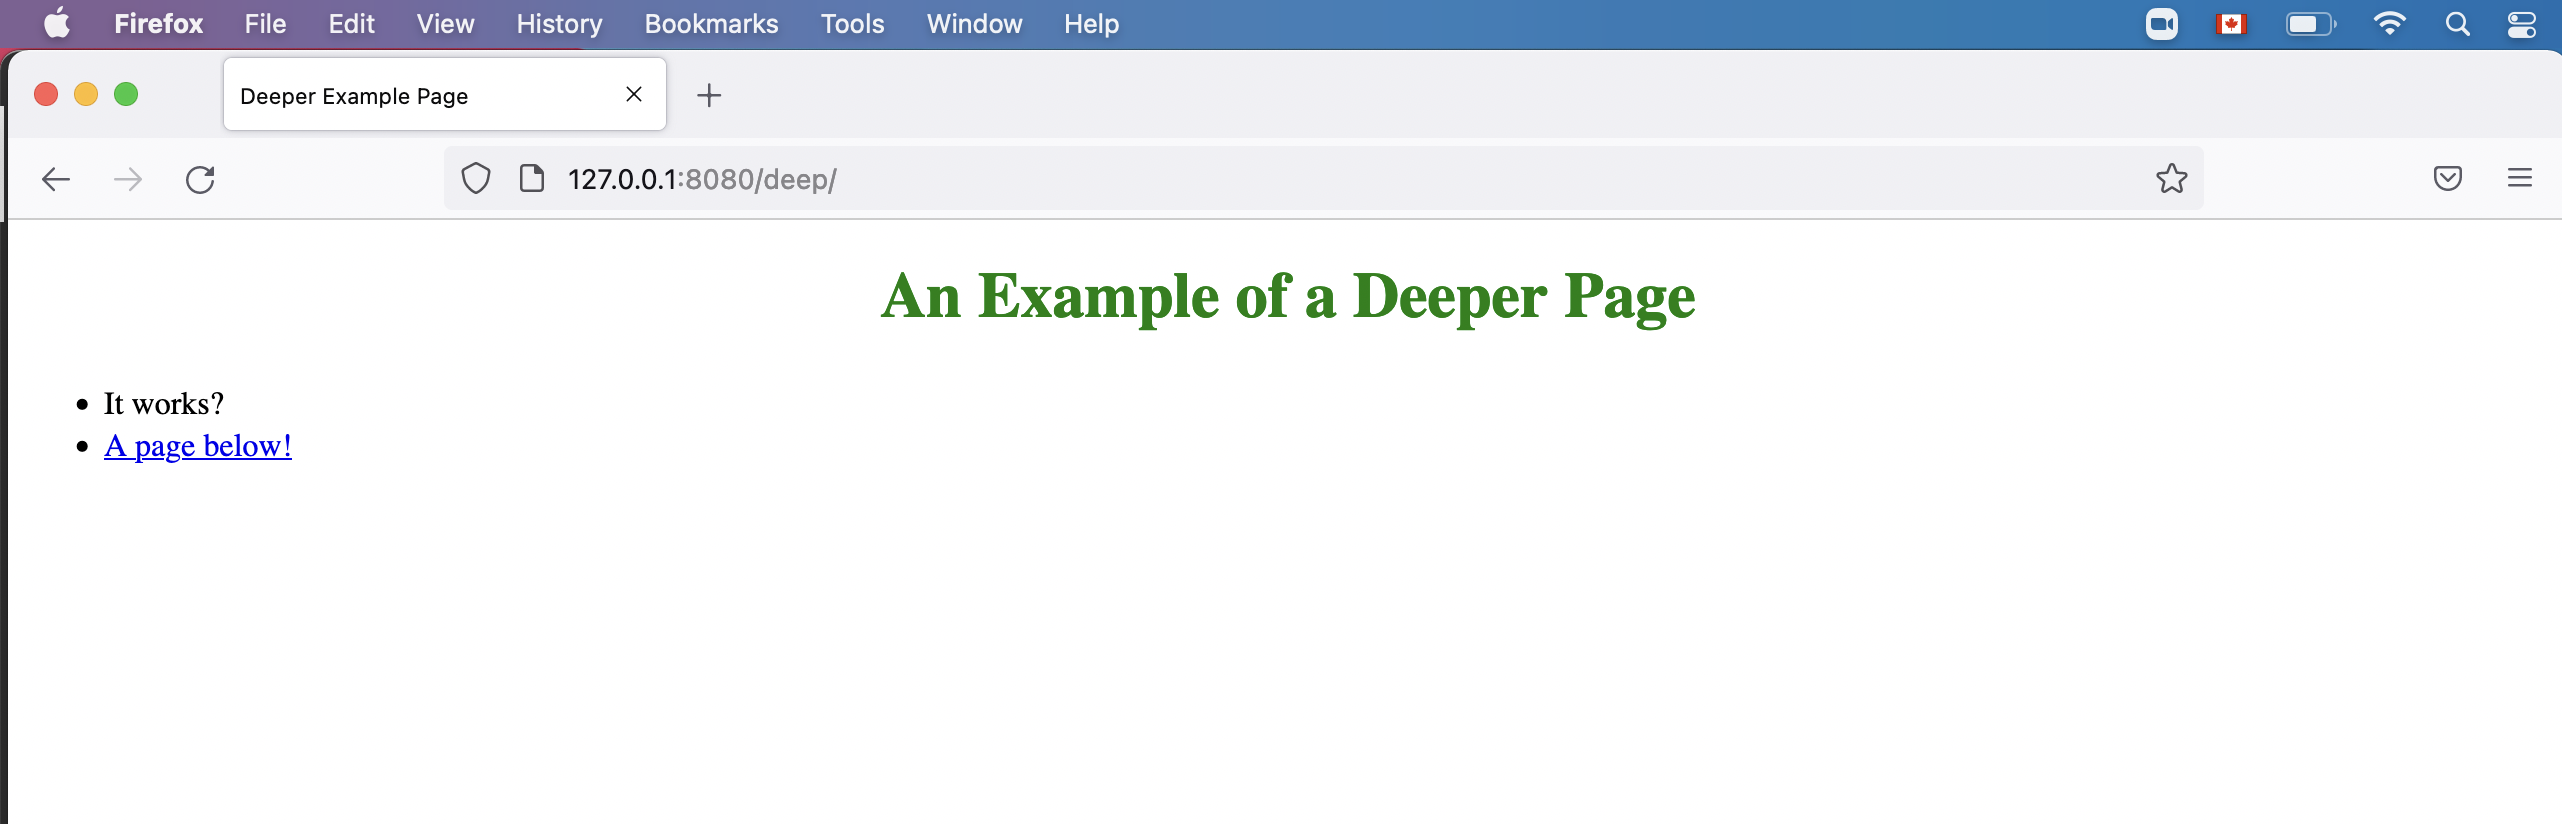 Firefox File Edit View History Bookmarks Tools Window Help
Deeper Example Page
127.0.0.1:8080/deep/
An Example of a Deeper Page
It works?
A page below!